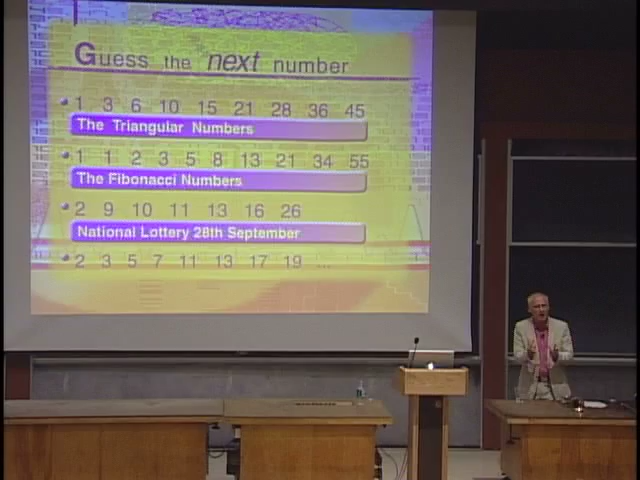 Guess the next number
1 3 6 10 15 21 28 36 45
The Triangular Numbers
1 1 2 3 5 8 13 21 34 55
The Fibonacci Numbers
2 9 10 11 13 16 26
National Lottery 28th September
2 3 5 7 11 13 17 19 ...